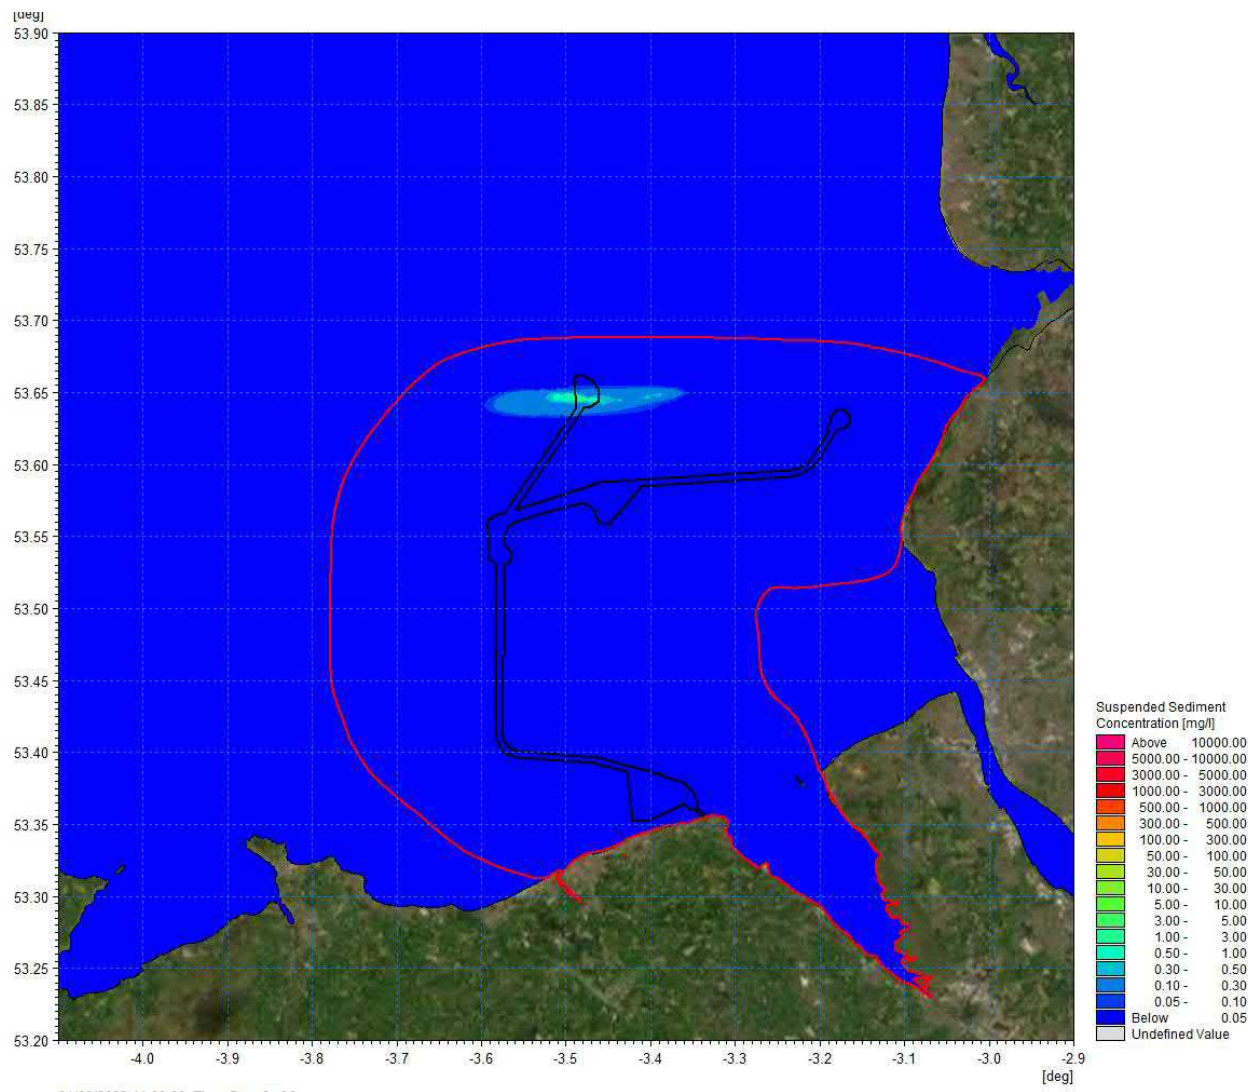 [deg]
53.90
53.85
53.80
53.75
53.70
53.65
53.60
53.55
53.50
53.45
53.40
53.35
53.30
53.25
53.20
-4.0 -3.9 -3.8 -3.7 -3.6 -3.5 -3.4 -3.3 -3.2 -3.1 -3.0 -2.9
[deg]
Suspended Sediment
Concentration [mg/l]
Above 10000.00
5000.00 - 10000.00
3000.00 - 5000.00
1000.00 - 3000.00
500.00 - 1000.00
300.00 - 500.00
100.00 - 300.00
50.00 - 100.00
30.00 - 50.00
10.00 - 30.00
5.00 - 10.00
3.00 - 5.00
1.00 - 3.00
0.50 - 1.00
0.30 - 0.50
0.10 - 0.30
0.05 - 0.10
Below 0.05
Undefined Value